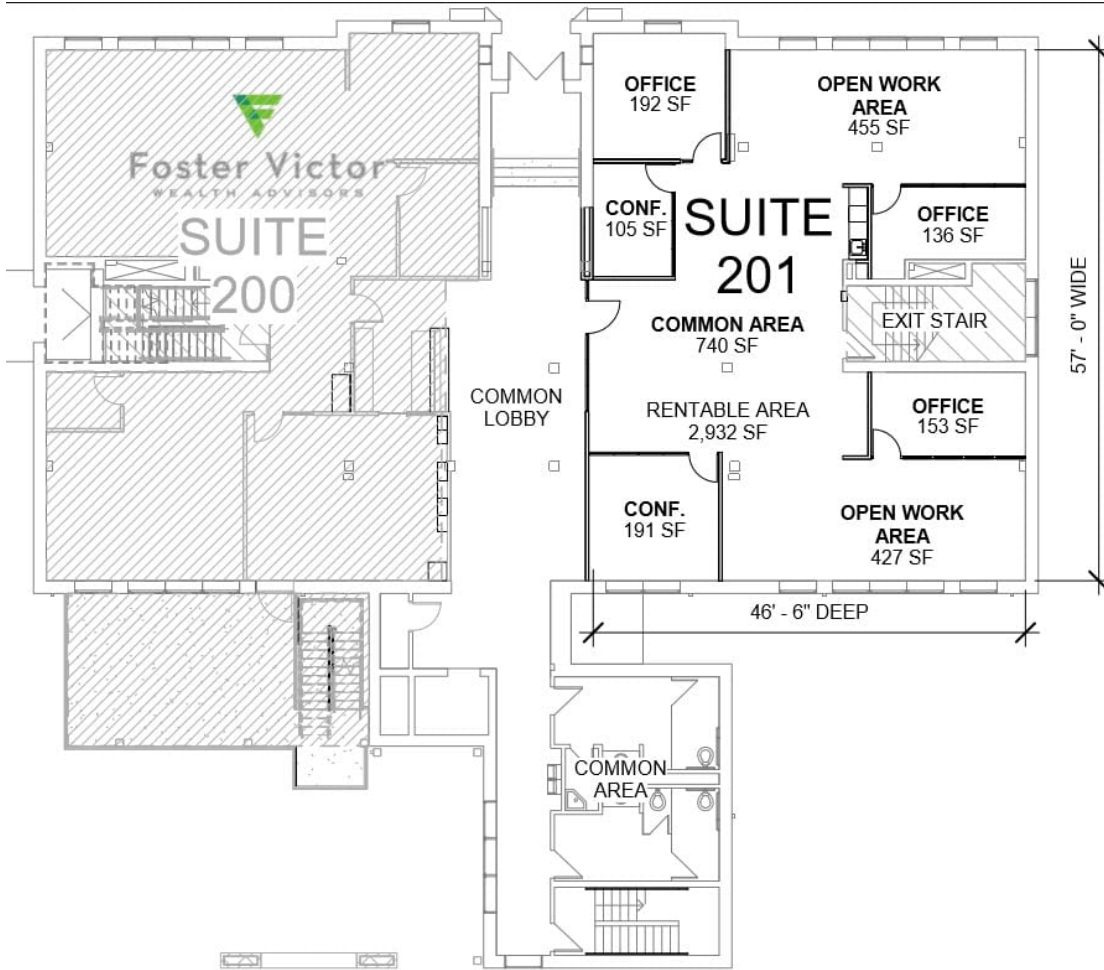 Foster Victor
WEALTH ADVISORS
SUITE
200
OFFICE
192 SF
OPEN WORK
AREA
455 SF
CONF.
105 SF
SUITE
201
OFFICE
136 SF
EXIT STAIR
COMMON AREA
740 SF
57' - 0" WIDE
COMMON
LOBBY
RENTABLE AREA
2,932 SF
OFFICE
153 SF
CONF.
191 SF
OPEN WORK
AREA
427 SF
46' - 6" DEEP
COMMON
AREA